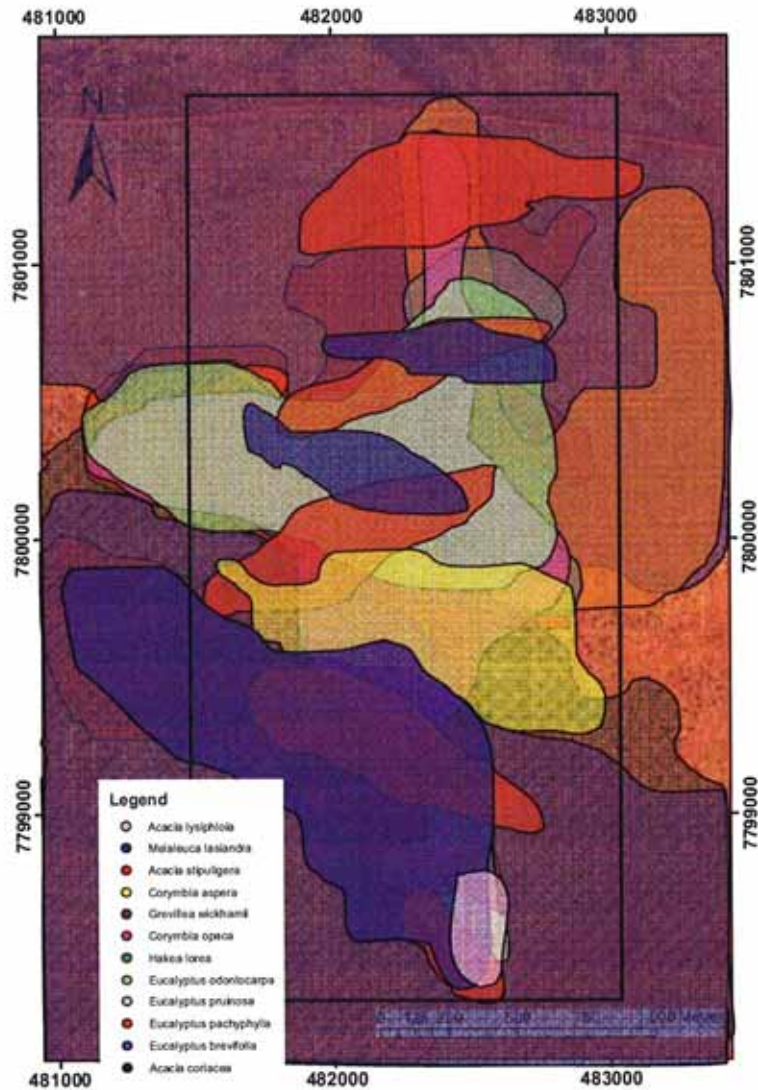 481000 482000 483000
N
7801000 7801000
7800000 7800000
7799000 7799000
Legend
Acacia lysiphloia
Melaleuca lasiandra
Acacia stipuligera
Corymbia aspera
Grevillea wickhamii
Corymbia opaca
Hakea lorea
Eucalyptus odontocarpa
Eucalyptus pruinosa
Eucalyptus pachyphylla
Eucalyptus brevifolia
Acacia coriacea
481000 482000 483000